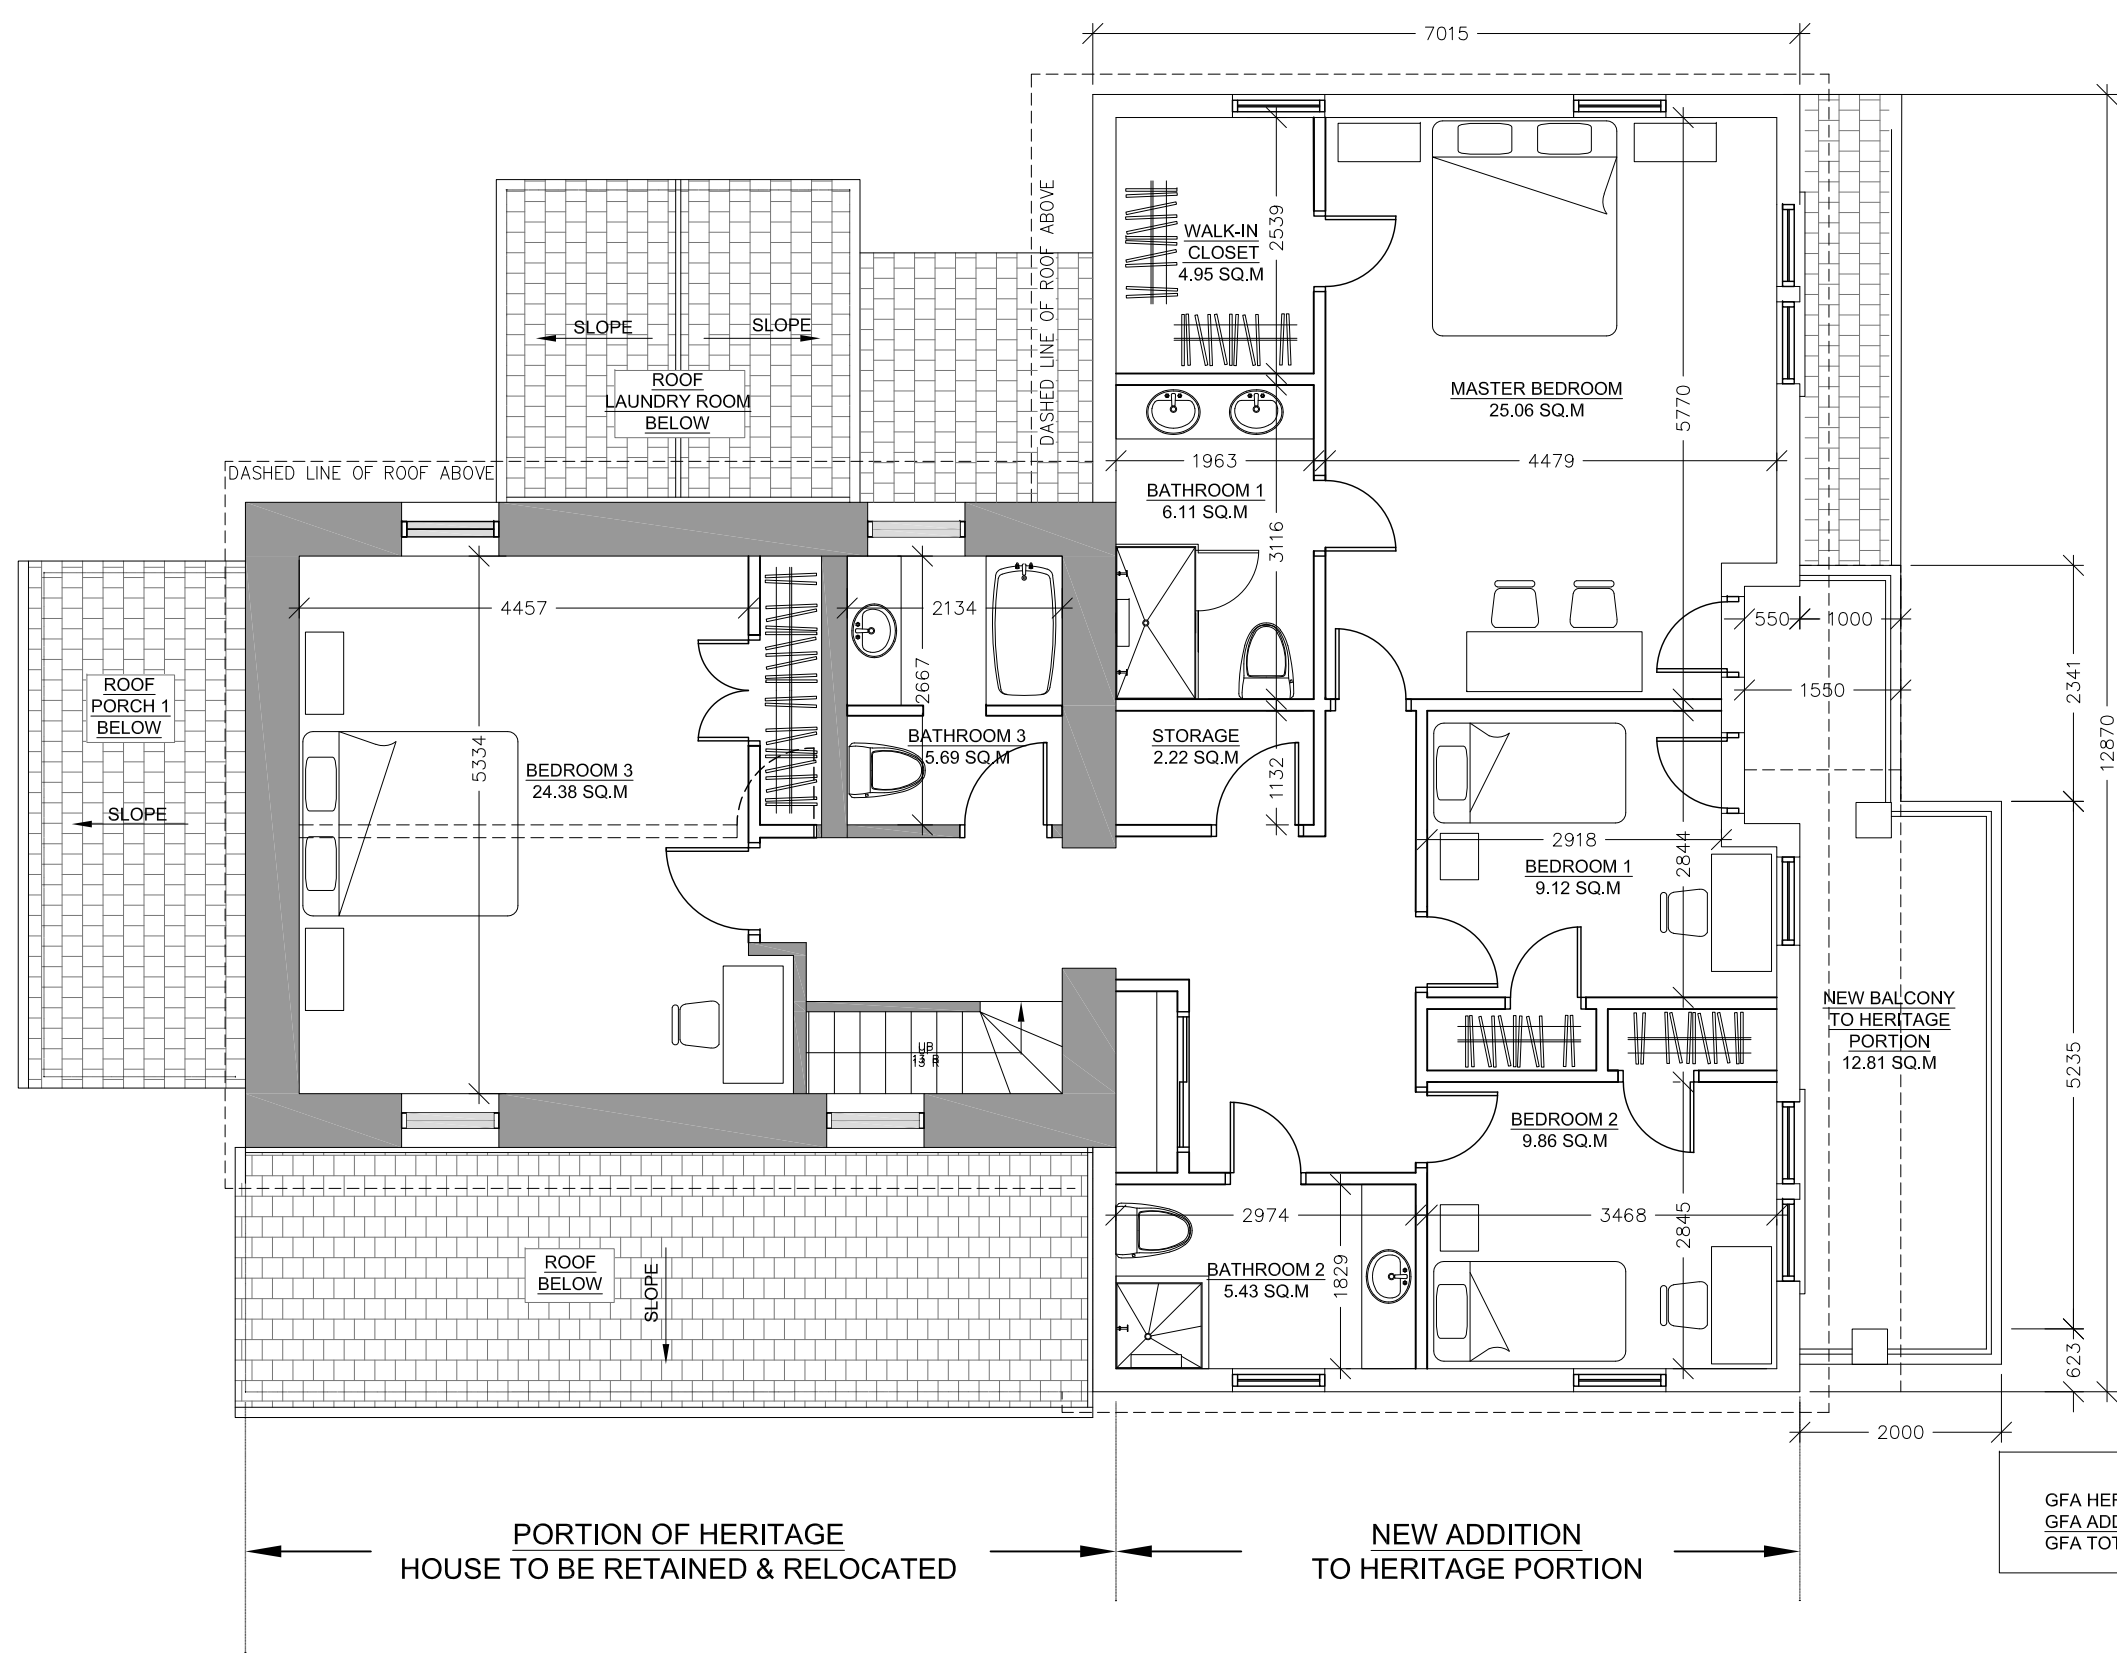 7015
12870
DASHED LINE OF ROOF ABOVE
WALK-IN
CLOSET
4.95 SQ.M
2539
SLOPE
SLOPE
ROOF
LAUNDRY ROOM
BELOW
MASTER BEDROOM
25.06 SQ.M
5770
DASHED LINE OF ROOF ABOVE
1963
4479
BATHROOM 1
6.11 SQ.M
3116
4457
2134
2667
550
1000
1550
2341
ROOF
PORCH 1
BELOW
SLOPE
5334
BEDROOM 3
24.38 SQ.M
BATHROOM 3
5.69 SQ.M
STORAGE
2.22 SQ.M
1132
2918
BEDROOM 1
9.12 SQ.M
2844
NEW BALCONY
TO HERITAGE
PORTION
12.81 SQ.M
5235
UP
13 R
BEDROOM 2
9.86 SQ.M
2974
3468
2845
BATHROOM 2
5.43 SQ.M
1829
ROOF
BELOW
SLOPE
623
2000
PORTION OF HERITAGE
HOUSE TO BE RETAINED & RELOCATED
NEW ADDITION
TO HERITAGE PORTION
GFA
GFA
GFA